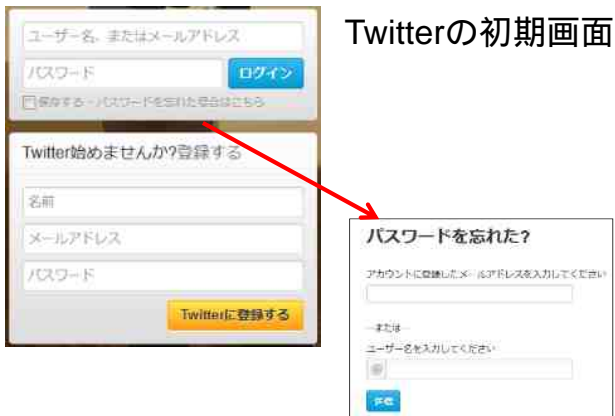 Twitterの初期画面
ユーザー名、またはメールアドレス
パスワード
ログイン
保存する・パスワードを忘れた場合はこちら
Twitter始めませんか?登録する
名前
メールアドレス
パスワード
Twitterに登録する
パスワードを忘れた?
アカウントに登録したメールアドレスを入力してください
—または—
ユーザー名を入力してください
@